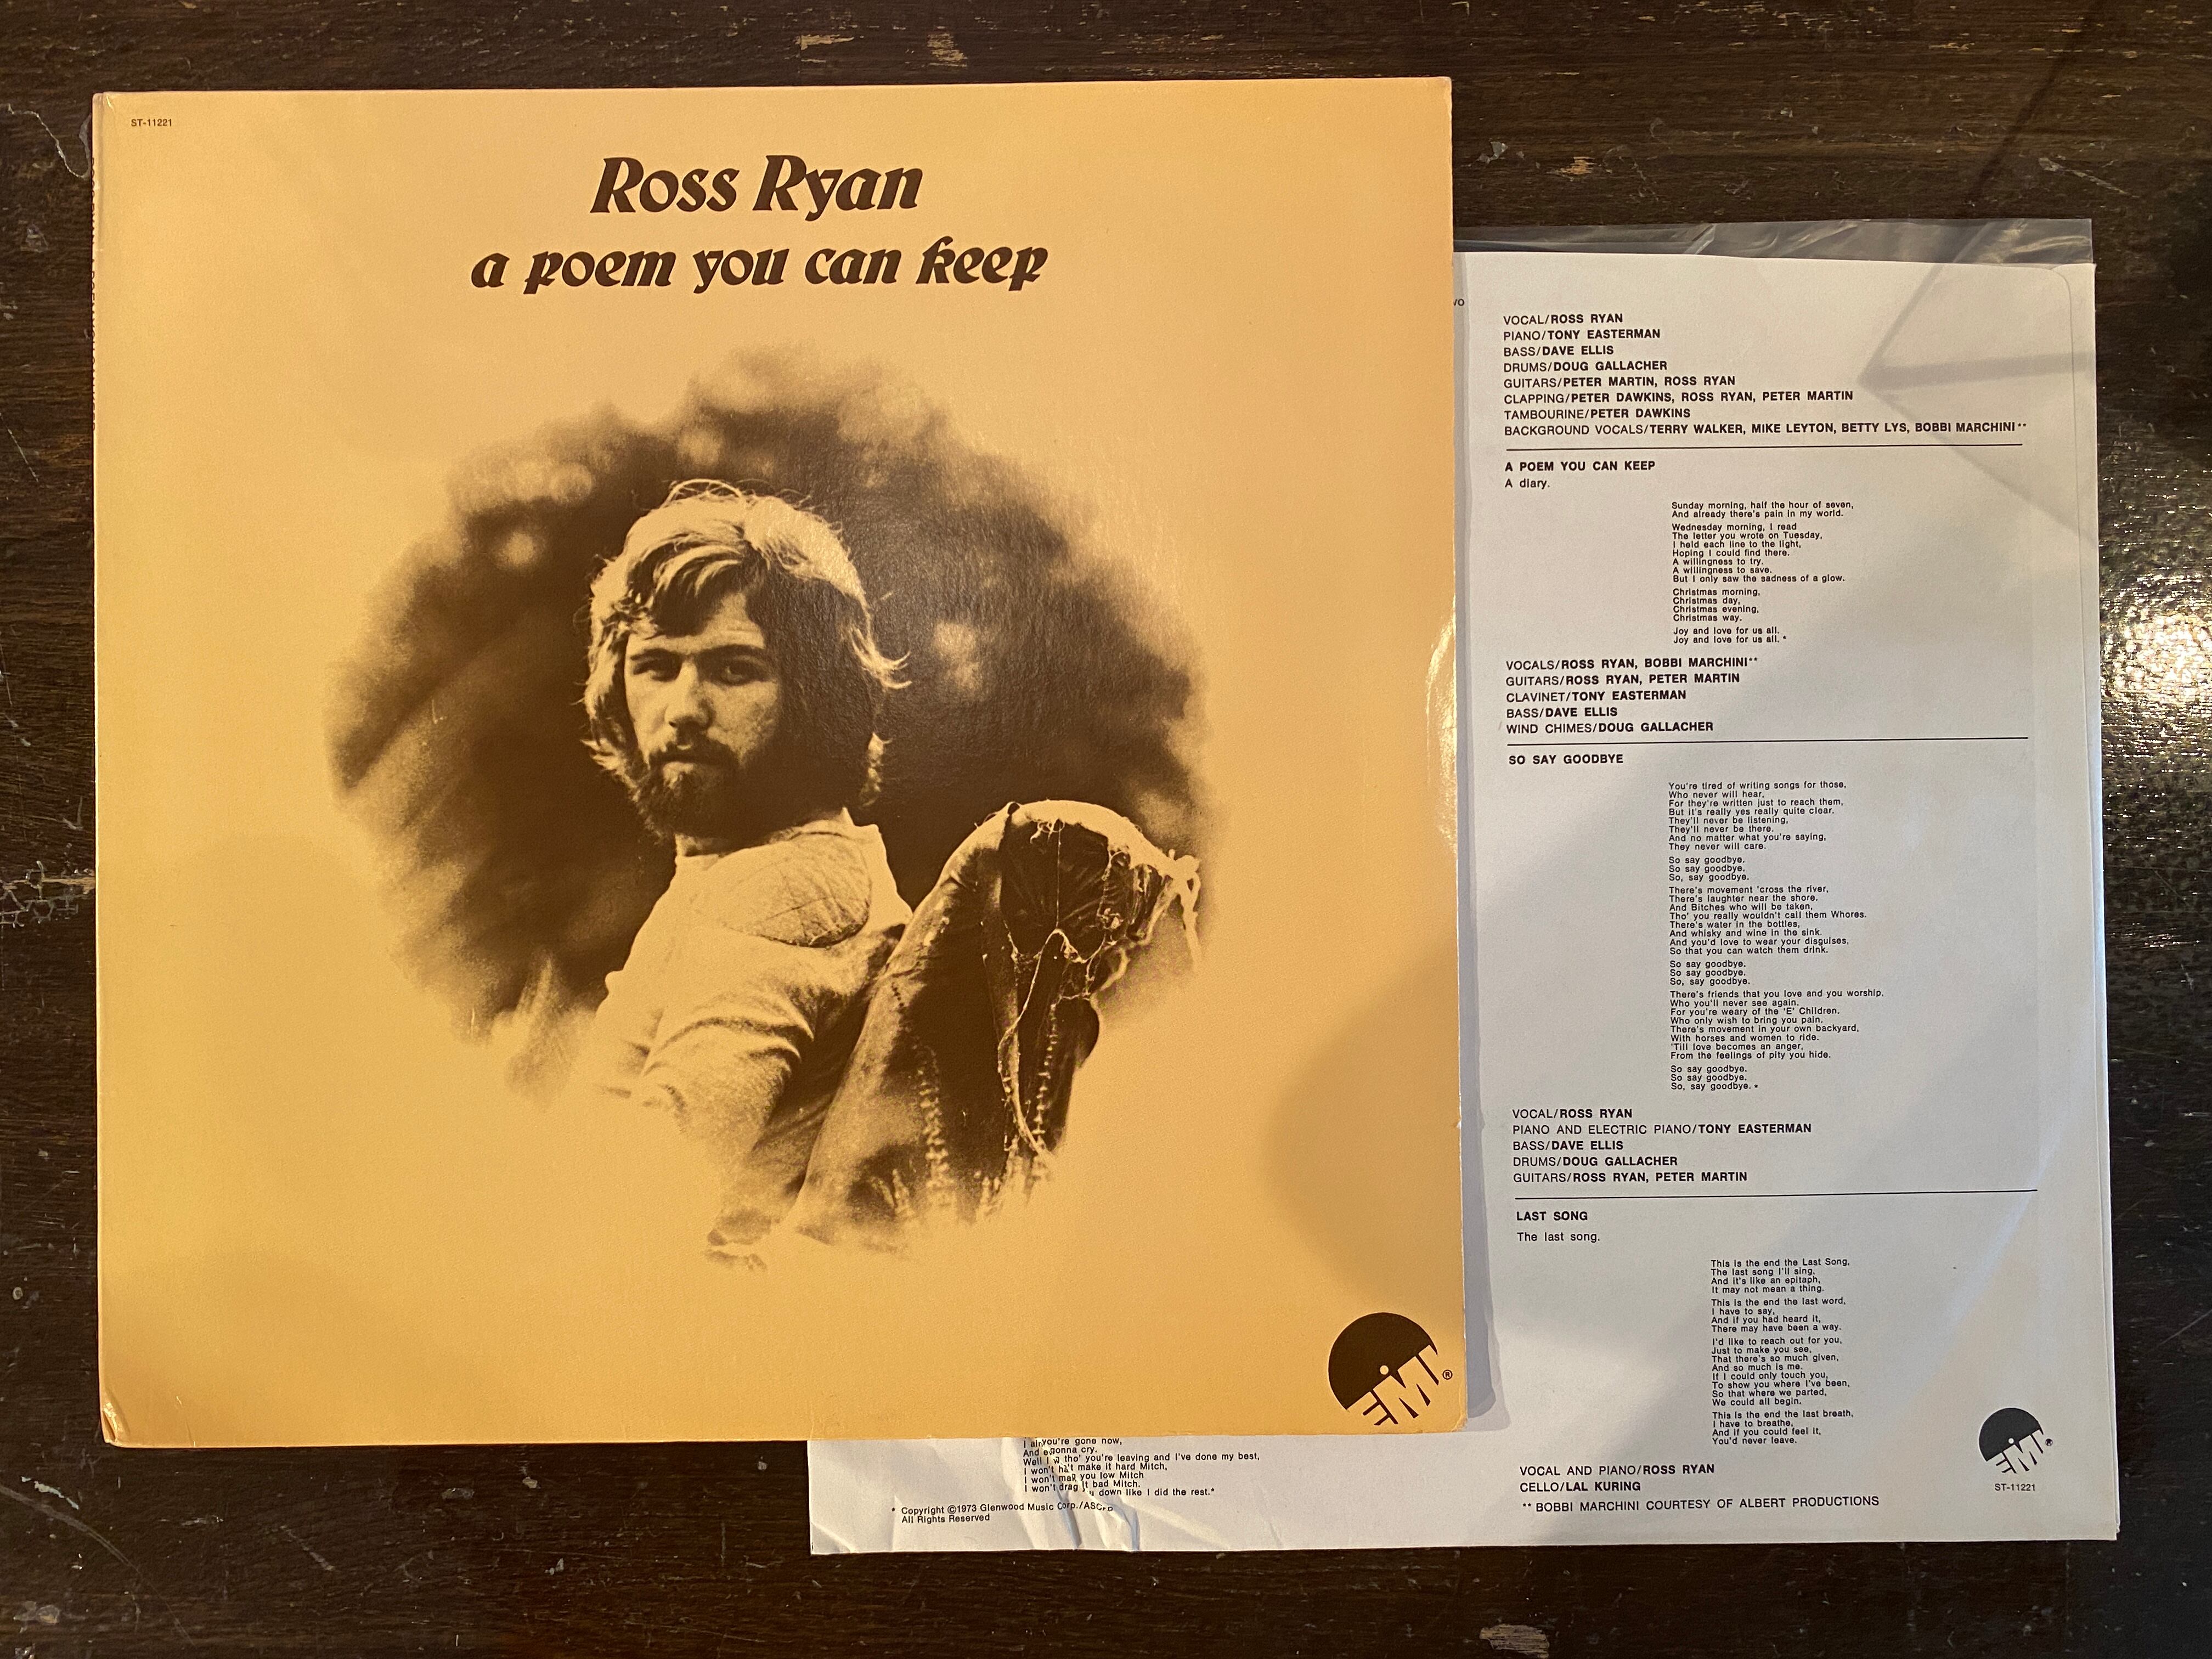 ST-11221
Ross Ryan
a poem you can keep
EMI ®
VOCAL/ROSS RYAN
PIANO/TONY EASTERMAN
BASS/DAVE ELLIS
DRUMS/DOUG GALLACHER
GUITARS/PETER MARTIN, ROSS RYAN
CLAPPING/PETER DAWKINS, ROSS RYAN, PETER MARTIN
TAMBOURINE/PETER DAWKINS
BACKGROUND VOCALS/TERRY WALKER, MIKE LEYTON, BETTY LYS, BOBBI MARCHINI**
A POEM YOU CAN KEEP
A diary.
Sunday morning, half the hour of seven,
And already there's pain in my world.
Wednesday morning, I read
The letter you wrote on Tuesday,
I held each line to the light,
Hoping I could find there.
A willingness to try.
A willingness to save.
But I only saw the sadness of a glow.
Christmas morning,
Christmas day,
Christmas evening,
Christmas way.
Joy and love for us all.
Joy and love for us all. *
VOCALS/ROSS RYAN, BOBBI MARCHINI**
GUITARS/ROSS RYAN, PETER MARTIN
CLAVINET/TONY EASTERMAN
BASS/DAVE ELLIS
WIND CHIMES/DOUG GALLACHER
SO SAY GOODBYE
You're tired of writing songs for those,
Who never will hear,
For they're written just to reach them,
But it's really yes really quite clear.
They'll never be listening,
They'll never be there.
And no matter what you're saying,
They never will care.
So say goodbye.
So say goodbye.
So, say goodbye.
There's movement 'cross the river,
There's laughter near the shore.
And Bitches who will be taken,
Tho' you really wouldn't call them Whores.
There's water in the bottles,
And whisky and wine in the sink.
And you'd love to wear your disguises,
So that you can watch them drink.
So say goodbye.
So say goodbye.
So, say goodbye.
There's friends that you love and you worship,
Who you'll never see again.
For you're weary of the 'E' Children.
Who only wish to bring you pain.
There's movement in your own backyard,
With horses and women to ride.
'Till love becomes an anger,
From the feelings of pity you hide.
So say goodbye.
So say goodbye.
So, say goodbye. *
VOCAL/ROSS RYAN
PIANO AND ELECTRIC PIANO/TONY EASTERMAN
BASS/DAVE ELLIS
DRUMS/DOUG GALLACHER
GUITARS/ROSS RYAN, PETER MARTIN
LAST SONG
The last song.
This is the end the Last Song,
The last song I'll sing,
And it's like an epitaph,
It may not mean a thing.
This is the end the last word,
I have to say,
And if you had heard it,
There may have been a way.
I'd like to reach out for you,
Just to make you see,
That there's so much given,
And so much is me.
If I could only touch you,
To show you where I've been,
So that where we parted,
We could all begin.
This is the end the last breath,
I have to breathe,
And if you could feel it,
You'd never leave.
VOCAL AND PIANO/ROSS RYAN
CELLO/LAL KURING
** BOBBI MARCHINI COURTESY OF ALBERT PRODUCTIONS
EMI ®
ST-11221
you're gone now,
gonna cry.
tho' you're leaving and I've done my best,
I won't make it hard Mitch,
I won't you low Mitch
I won't drag it bad Mitch.
down like I did the rest.*
* Copyright ©1973 Glenwood Music Corp./
All Rights Reserved